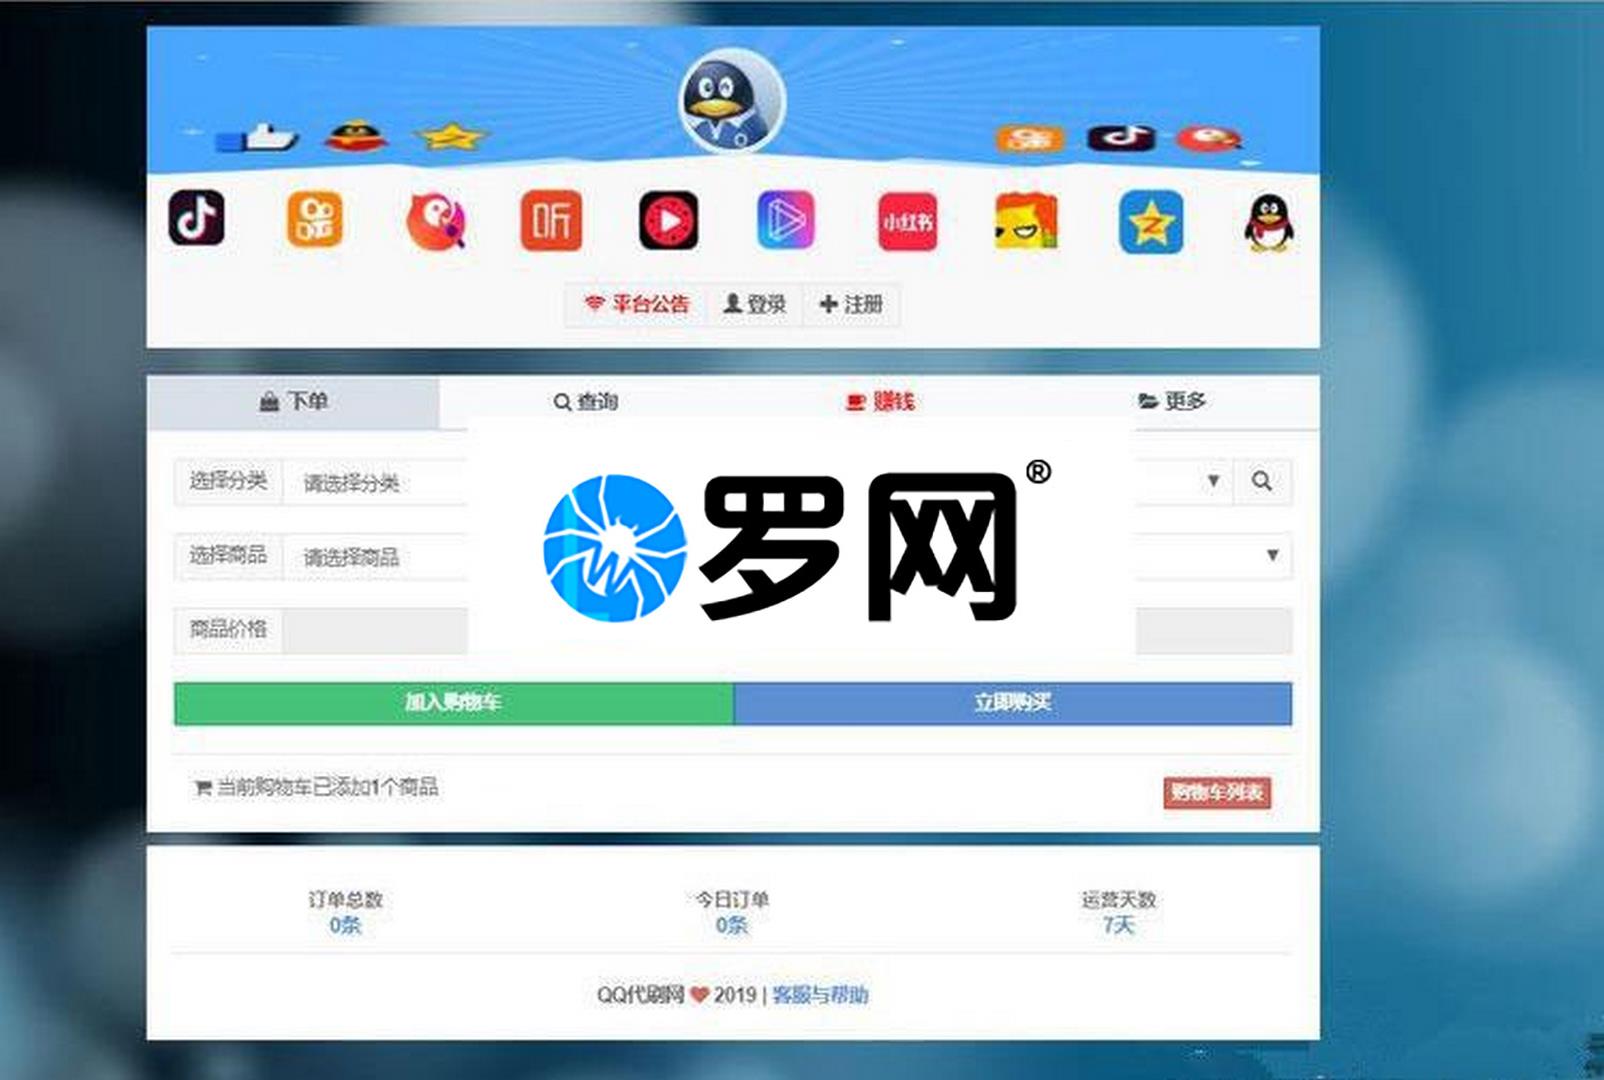 听
小红书
平台公告 登录 注册
下单 查询 赚钱 更多
选择分类 请选择分类
罗网®
选择商品 请选择商品
商品价格
加入购物车 立即购买
当前购物车已添加1个商品 购物车列表
订单总数 今日订单 运营天数
0条 0条 7天
QQ代刷网 2019 | 客服与帮助